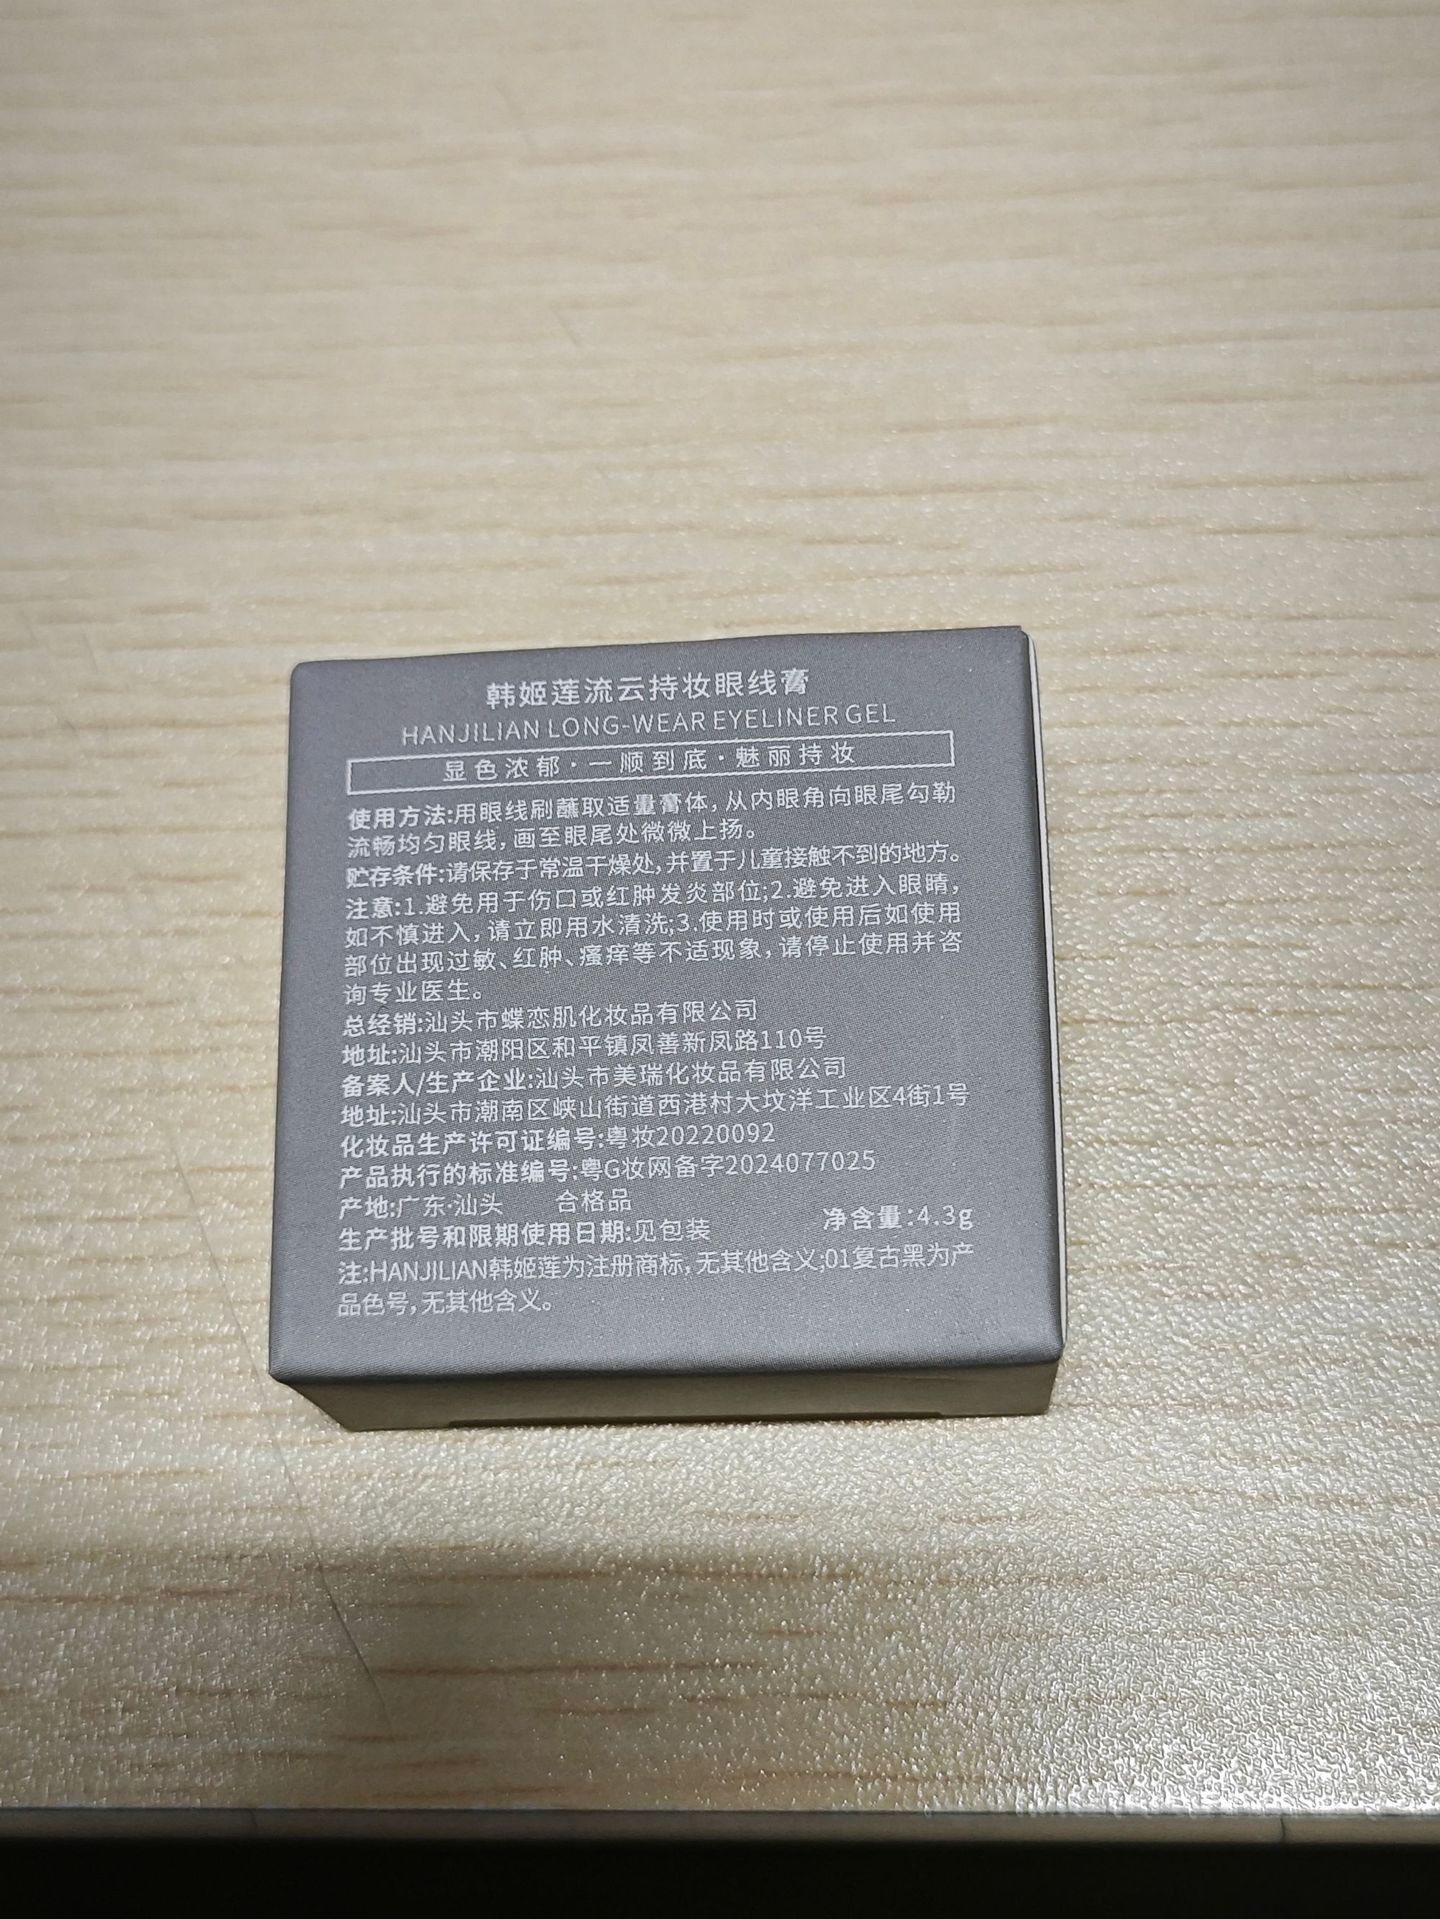 韩姬莲流云持妆眼线膏
HANJILIAN LONG-WEAR EYELINER GEL
显色浓郁·一顺到底·魅丽持妆
使用方法:用眼线刷蘸取适量膏体,从内眼角向眼尾勾勒
流畅均匀眼线,画至眼尾处微微上扬。
贮存条件:请保存于常温干燥处,并置于儿童接触不到的地方。
注意:1.避免用于伤口或红肿发炎部位;2.避免进入眼睛,
如不慎进入,请立即用水清洗;3.使用时或使用后如使用
部位出现过敏、红肿、瘙痒等不适现象,请停止使用并咨
询专业医生。
总经销:汕头市蝶恋肌化妆品有限公司
地址:汕头市潮阳区和平镇凤善新凤路110号
备案人/生产企业:汕头市美瑞化妆品有限公司
地址:汕头市潮南区峡山街道西港村大坟洋工业区4街1号
化妆品生产许可证编号:粤妆20220092
产品执行的标准编号:粤G妆网备字2024077025
产地:广东·汕头 合格品
生产批号和限期使用日期:见包装 净含量:4.3g
注:HANJILIAN韩姬莲为注册商标,无其他含义;01复古黑为产
品色号,无其他含义。